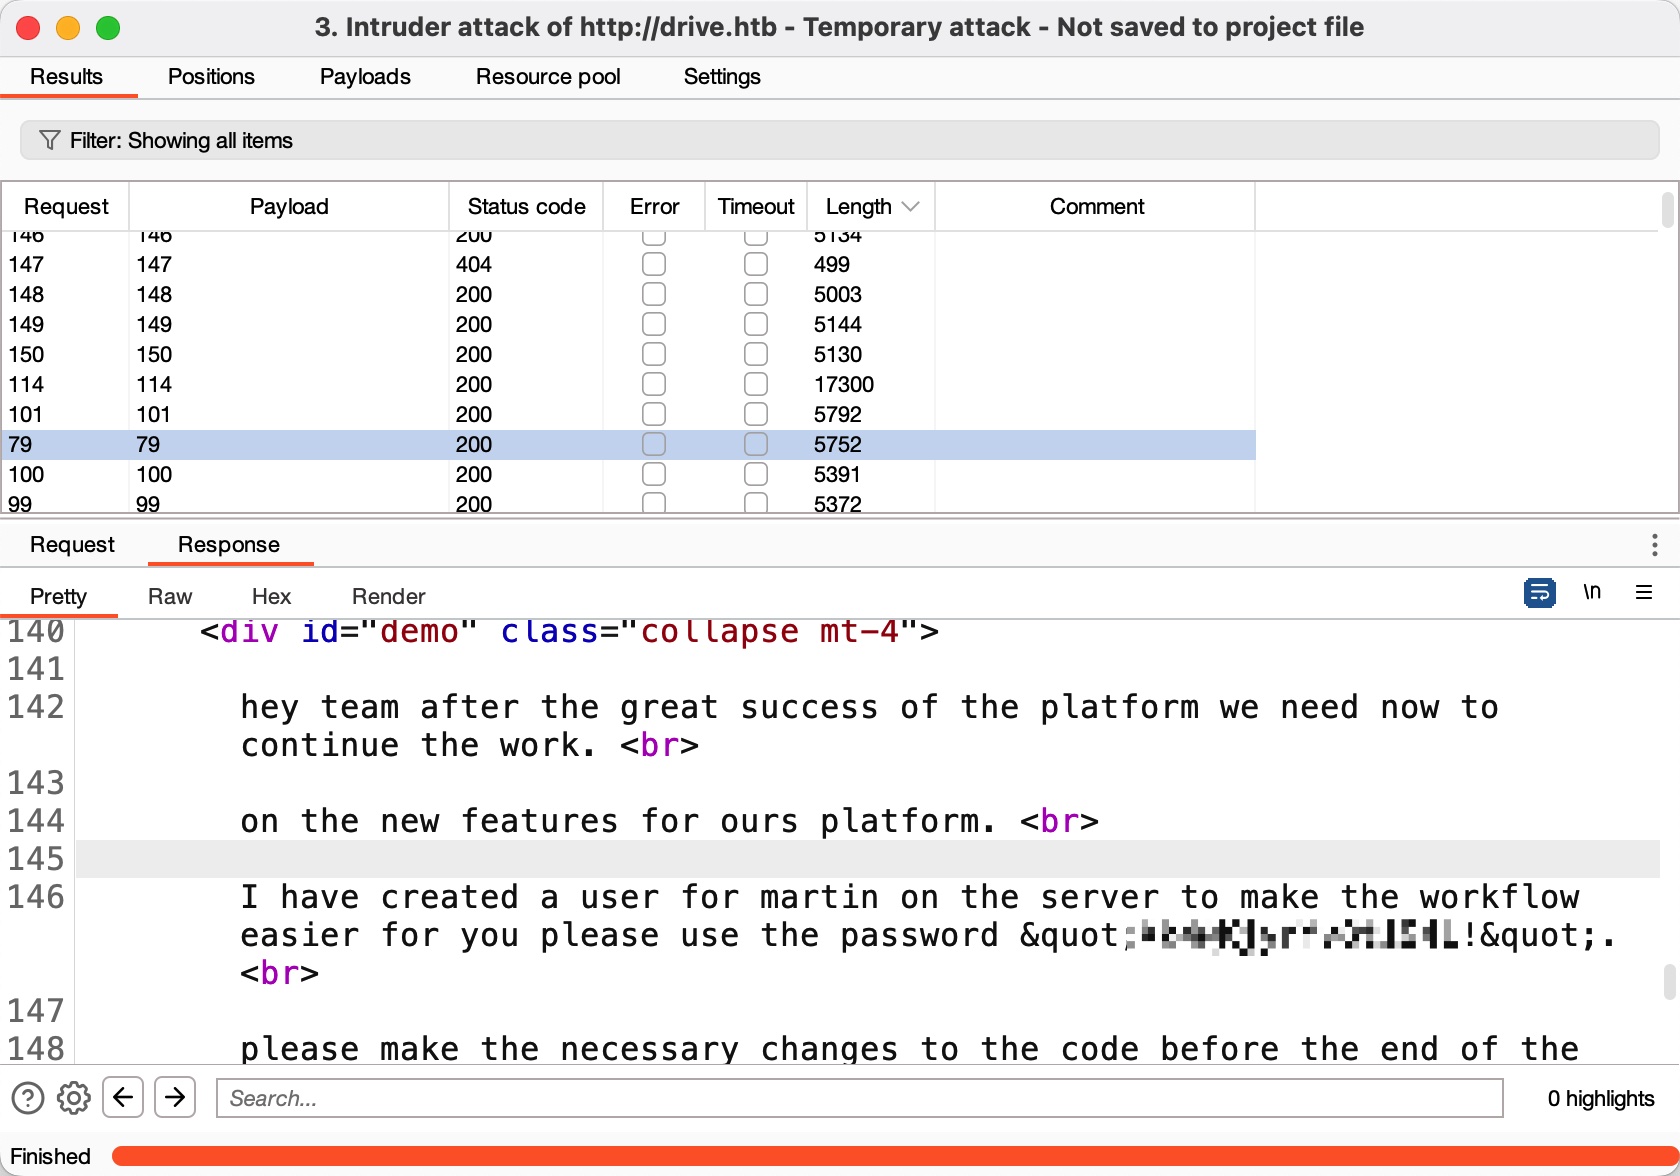 3. Intruder attack of http://drive.htb - Temporary attack - Not saved to project file
Results Positions Payloads Resource pool Settings
Filter: Showing all items
Request Payload Status code Error Timeout Length Comment
146 146 200 5134
147 147 404 499
148 148 200 5003
149 149 200 5144
150 150 200 5130
114 114 200 17300
101 101 200 5792
79 79 200 5752
100 100 200 5391
99 99 200 5372
Request Response
Pretty Raw Hex Render \n
140 <div id="demo" class="collapse mt-4">
141
142 hey team after the great success of the platform we need now to
continue the work. <br>
143
144 on the new features for ours platform. <br>
145
146 I have created a user for martin on the server to make the workflow
easier for you please use the password &quot; !&quot;.
<br>
147
148 please make the necessary changes to the code before the end of the
Search... 0 highlights
Finished